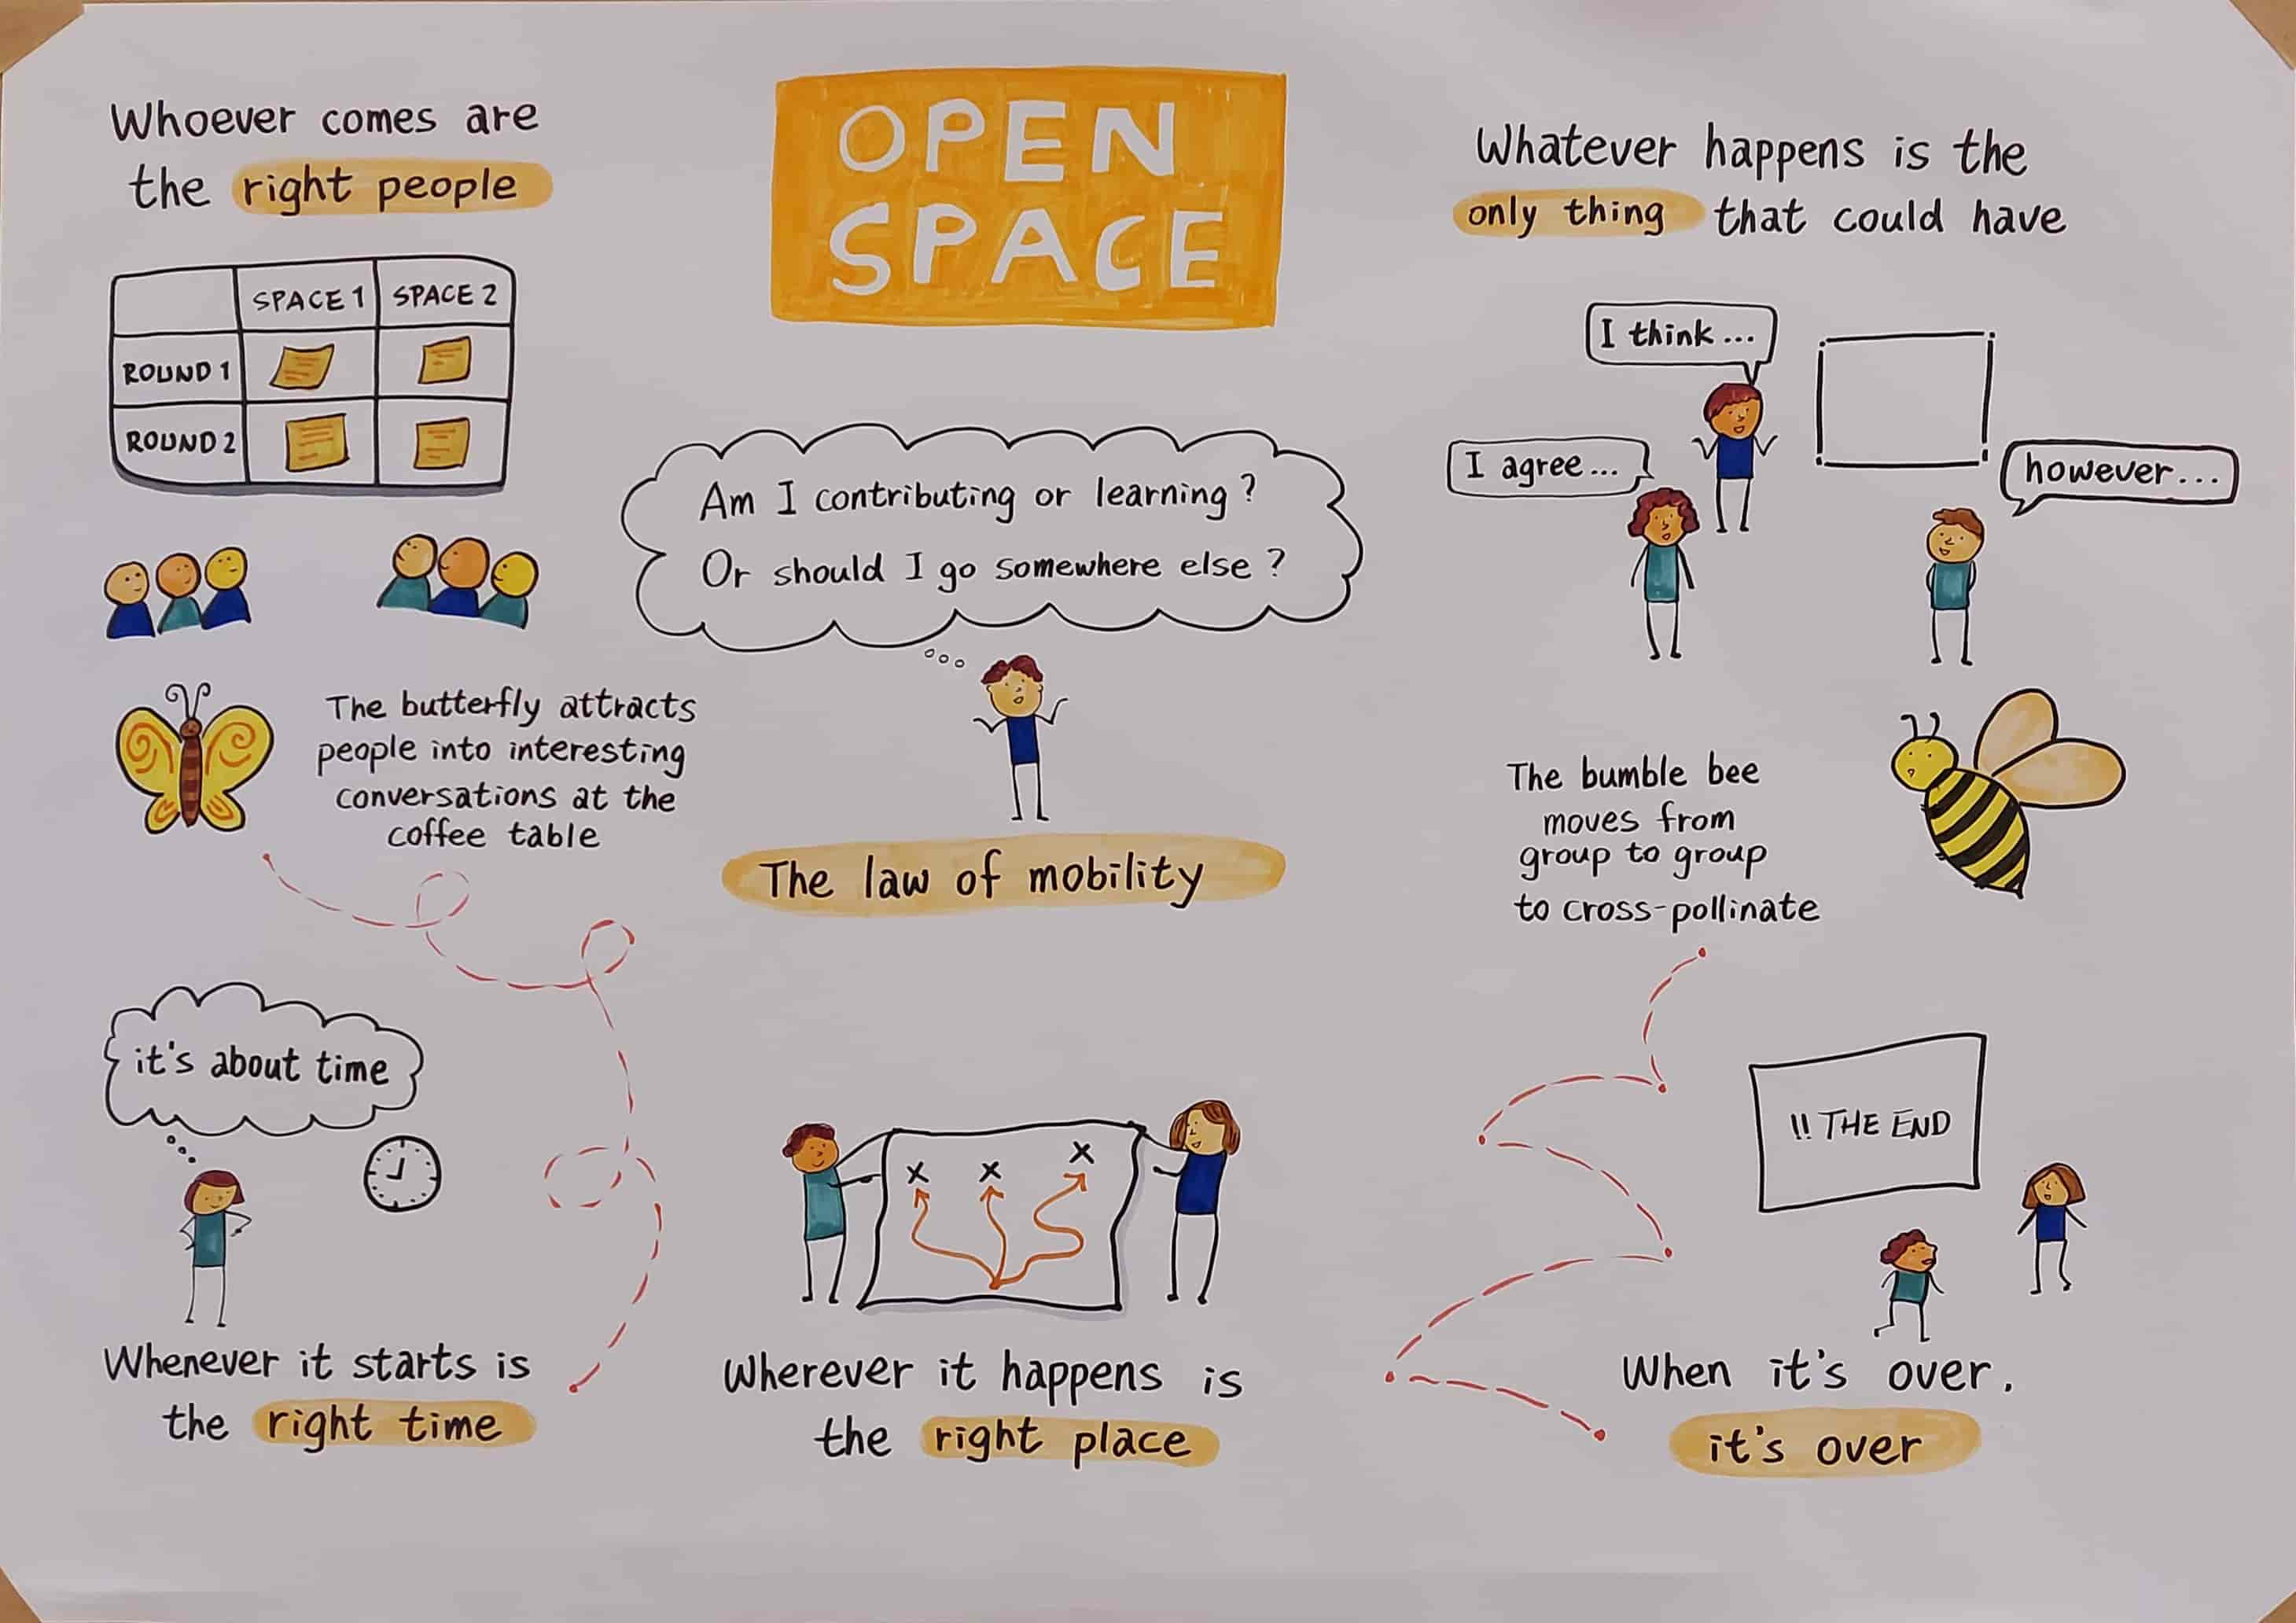 Whoever comes are
the right people
SPACE 1 SPACE 2
ROUND 1
ROUND 2
OPEN
SPACE
Whatever happens is the
only thing that could have
I think...
I agree...
however...
Am I contributing or learning?
Or should I go somewhere else?
The law of mobility
The butterfly attracts
people into interesting
conversations at the
coffee table
The bumble bee
moves from
group to group
to cross-pollinate
it's about time
Whenever it starts is
the right time
x x x
Wherever it happens is
the right place
!! THE END
When it's over.
it's over